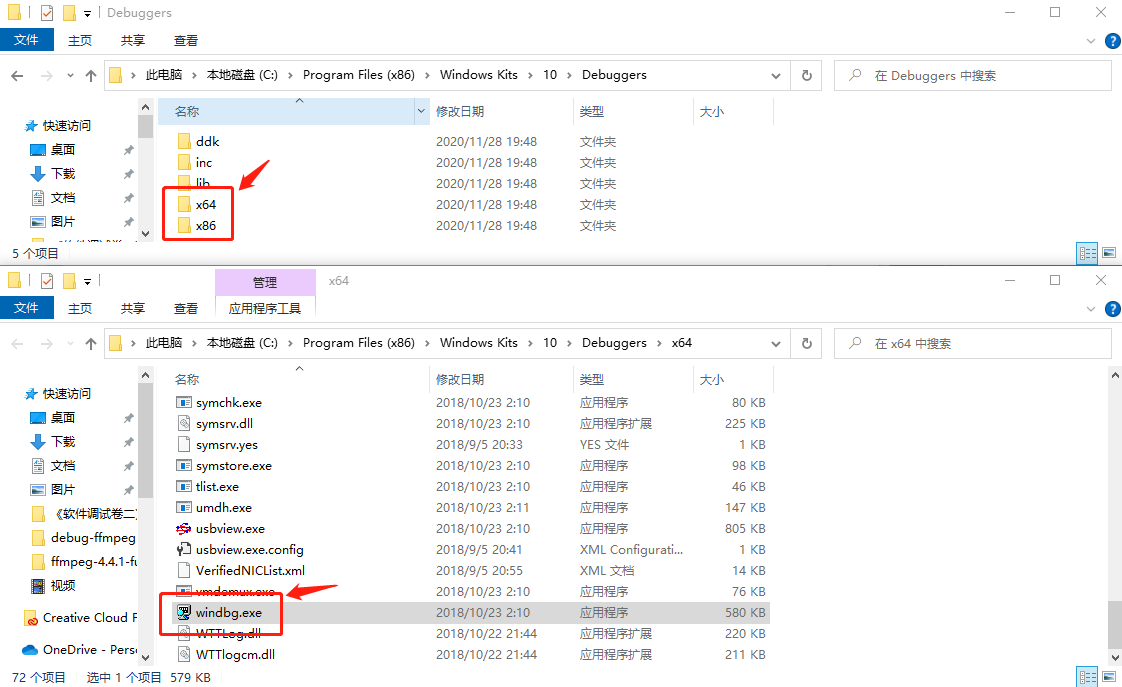 Debuggers
文件 主页 共享 查看
此电脑 本地磁盘 (C:) Program Files (x86) Windows Kits 10 Debuggers 在 Debuggers 中搜索
名称 修改日期 类型 大小
快速访问
桌面
下载
文档
图片
ddk 2020/11/28 19:48 文件夹
inc 2020/11/28 19:48 文件夹
lib 2020/11/28 19:48 文件夹
x64 2020/11/28 19:48 文件夹
x86 2020/11/28 19:48 文件夹
5 个项目
管理 x64
文件 主页 共享 查看 应用程序工具
此电脑 本地磁盘 (C:) Program Files (x86) Windows Kits 10 Debuggers x64 在 x64 中搜索
名称 修改日期 类型 大小
快速访问
桌面
下载
文档
图片
《软件调试卷二
debug-ffmpeg
ffmpeg-4.4.1-fu
视频
Creative Cloud F
OneDrive - Perso
symchk.exe 2018/10/23 2:10 应用程序 80 KB
symsrv.dll 2018/10/23 2:10 应用程序扩展 225 KB
symsrv.yes 2018/9/5 20:33 YES 文件 1 KB
symstore.exe 2018/10/23 2:10 应用程序 98 KB
tlist.exe 2018/10/23 2:10 应用程序 46 KB
umdh.exe 2018/10/23 2:11 应用程序 147 KB
usbview.exe 2018/10/23 2:10 应用程序 805 KB
usbview.exe.config 2018/9/5 20:41 XML Configurati... 1 KB
VerifiedNICList.xml 2018/9/5 20:55 XML 文档 14 KB
vmdemux.exe 2018/10/23 2:10 应用程序 76 KB
windbg.exe 2018/10/23 2:10 应用程序 580 KB
WTTLog.dll 2018/10/22 21:44 应用程序扩展 220 KB
WTTlogcm.dll 2018/10/22 21:44 应用程序扩展 211 KB
72 个项目 选中 1 个项目 579 KB